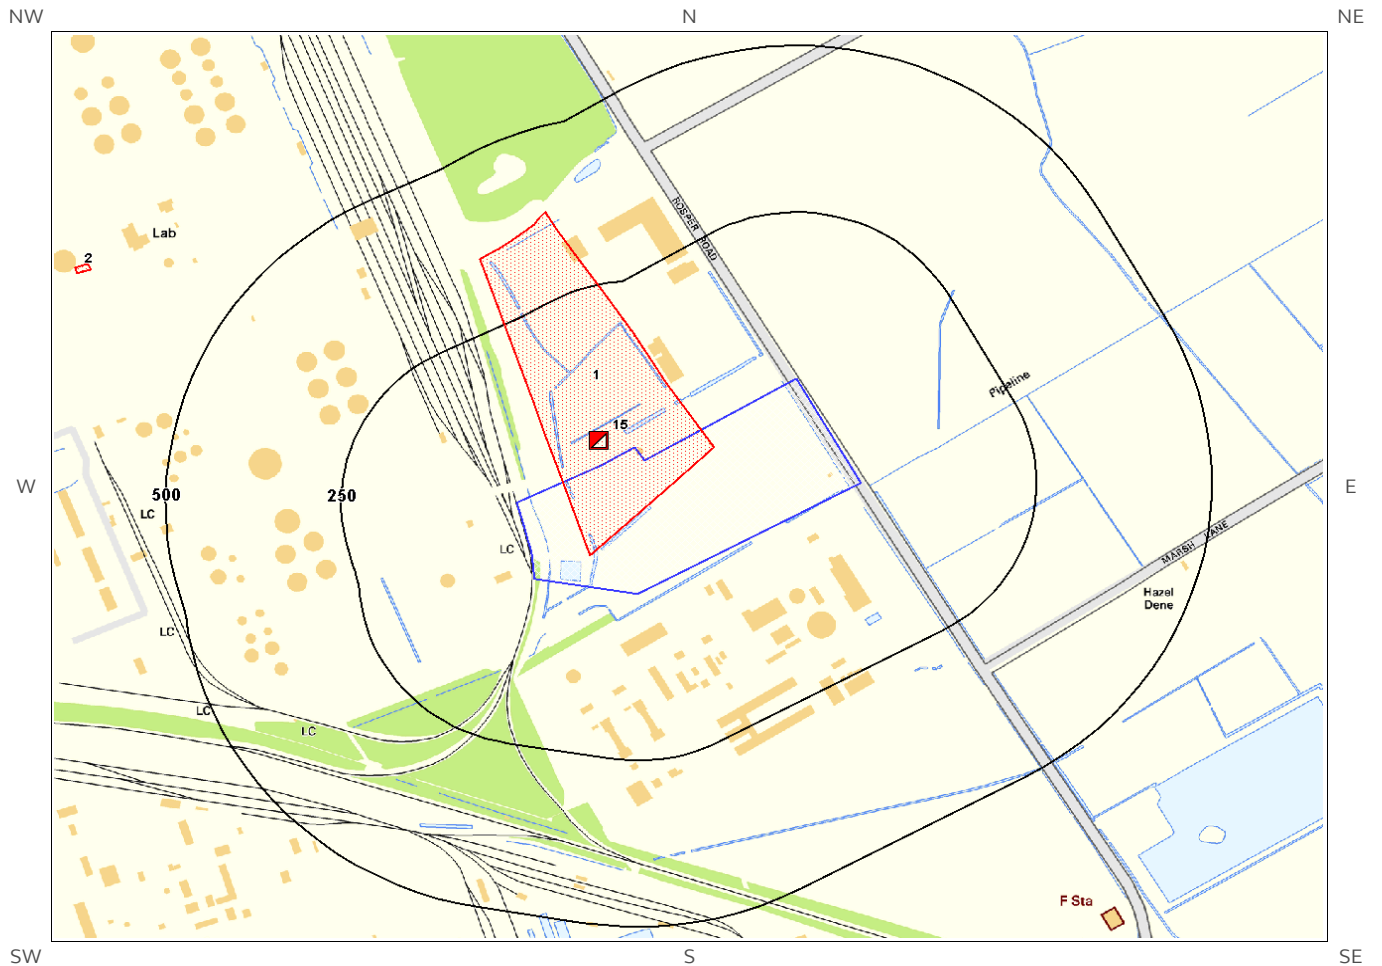 NW N NE
ROSPER ROAD
Lab
2
1
Pipeline
15
W 500 250 E
LC
LC
MARSH LANE
Hazel
Dene
LC
LC
LC
F Sta
SW S SE